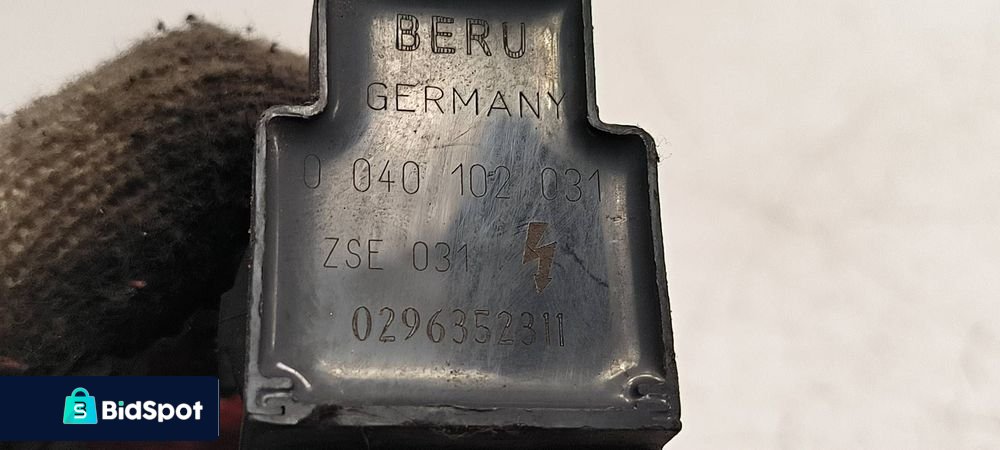 BERU
GERMANY
0 040 102 031
ZSE 031
0296352311
BidSpot